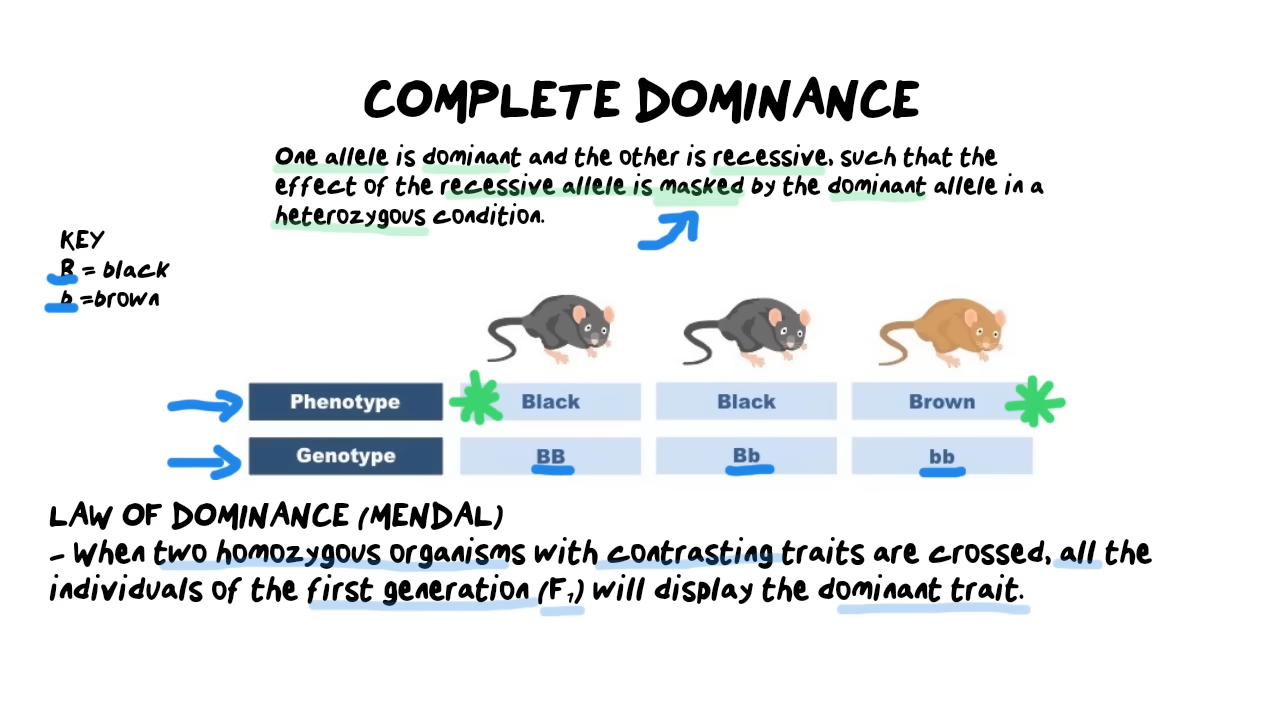 COMPLETE DOMINANCE
One allele is dominant and the other is recessive, such that the
effect of the recessive allele is masked by the dominant allele in a
heterozygous condition.
KEY
B = black
b =brown
Phenotype Black Black Brown
Genotype BB Bb bb
LAW OF DOMINANCE (MENDAL)
- When two homozygous organisms with contrasting traits are crossed, all the
individuals of the first generation (F₁) will display the dominant trait.